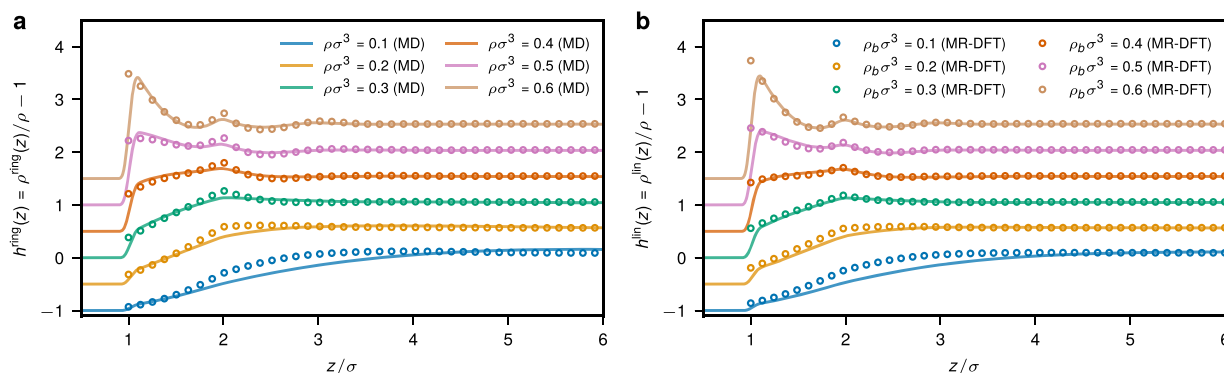 a
h^ring(z) = ρ^ring(z)/ρ − 1
4
3
2
1
0
−1
ρσ³ = 0.1 (MD)
ρσ³ = 0.4 (MD)
ρσ³ = 0.2 (MD)
ρσ³ = 0.5 (MD)
ρσ³ = 0.3 (MD)
ρσ³ = 0.6 (MD)
1 2 3 4 5 6
z/σ
b
h^lin(z) = ρ^lin(z)/ρ − 1
4
3
2
1
0
−1
ρ_bσ³ = 0.1 (MR-DFT)
ρ_bσ³ = 0.4 (MR-DFT)
ρ_bσ³ = 0.2 (MR-DFT)
ρ_bσ³ = 0.5 (MR-DFT)
ρ_bσ³ = 0.3 (MR-DFT)
ρ_bσ³ = 0.6 (MR-DFT)
1 2 3 4 5 6
z/σ